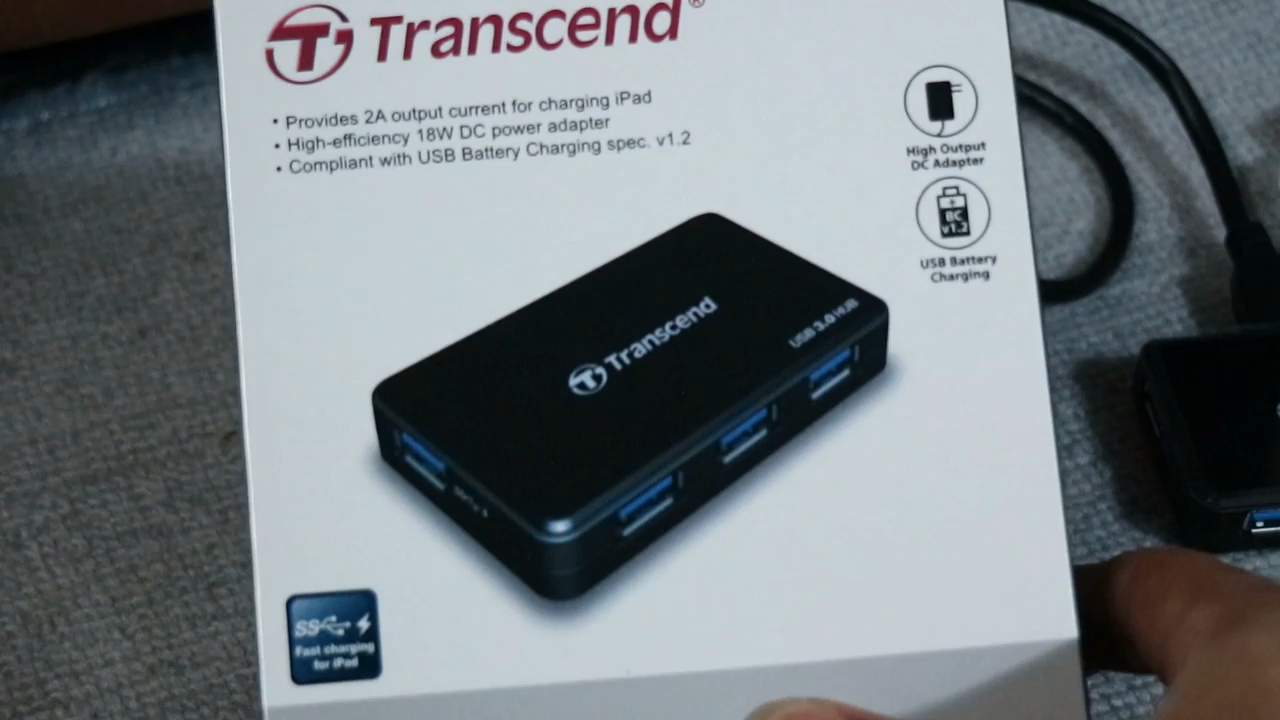 Transcend®
• Provides 2A output current for charging iPad
• High-efficiency 18W DC power adapter
• Compliant with USB Battery Charging spec. v1.2
High Output
DC Adapter
BC
v1.2
USB Battery
Charging
Transcend
USB 3.0 HUB
SS
Fast charging
for iPad